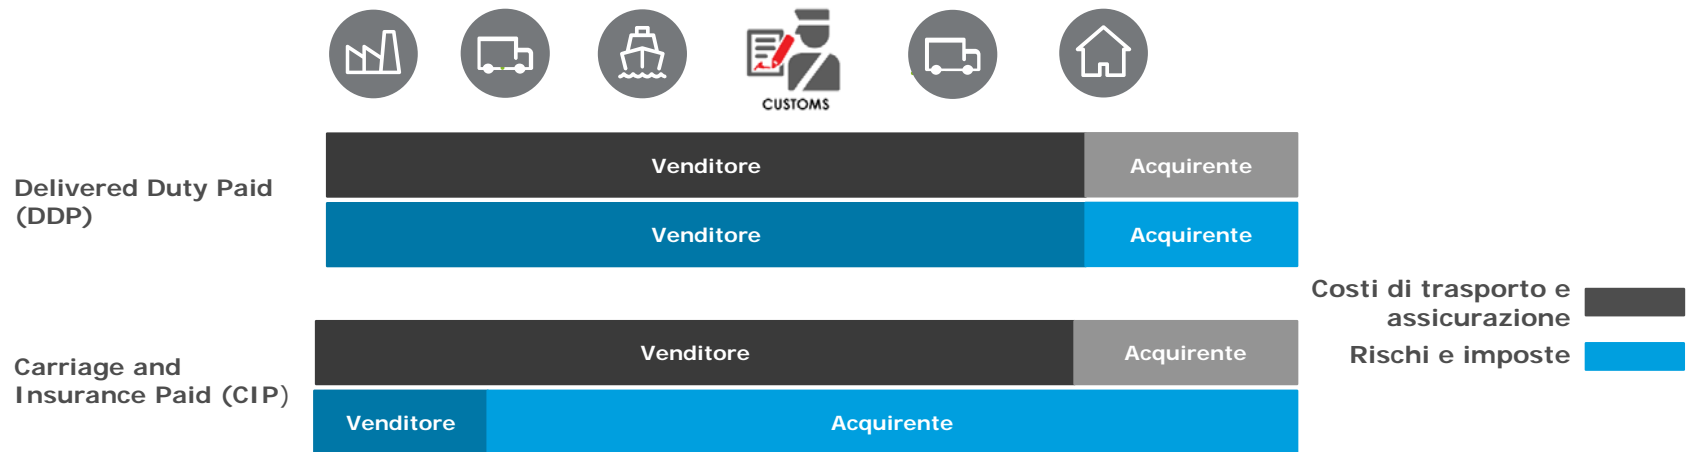 CUSTOMS
Delivered Duty Paid
(DDP)
Venditore
Acquirente
Venditore
Acquirente
Costi di trasporto e
assicurazione
Rischi e imposte
Carriage and
Insurance Paid (CIP)
Venditore
Acquirente
Venditore
Acquirente